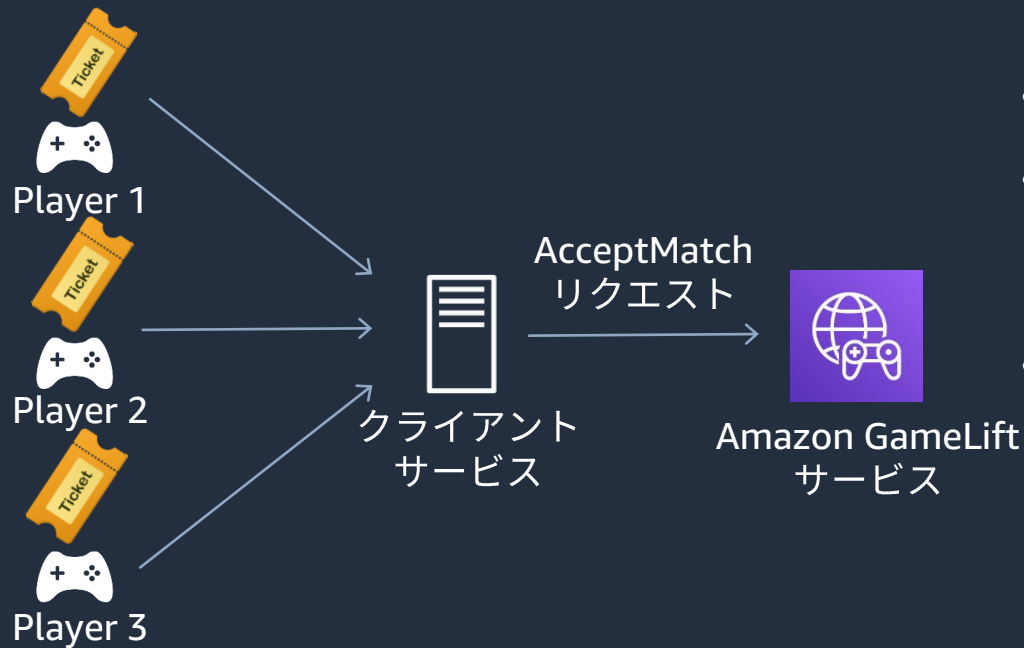 Ticket
Player 1
Ticket
Player 2
Ticket
Player 3
クライアント
サービス
AcceptMatch
リクエスト
Amazon GameLift
サービス